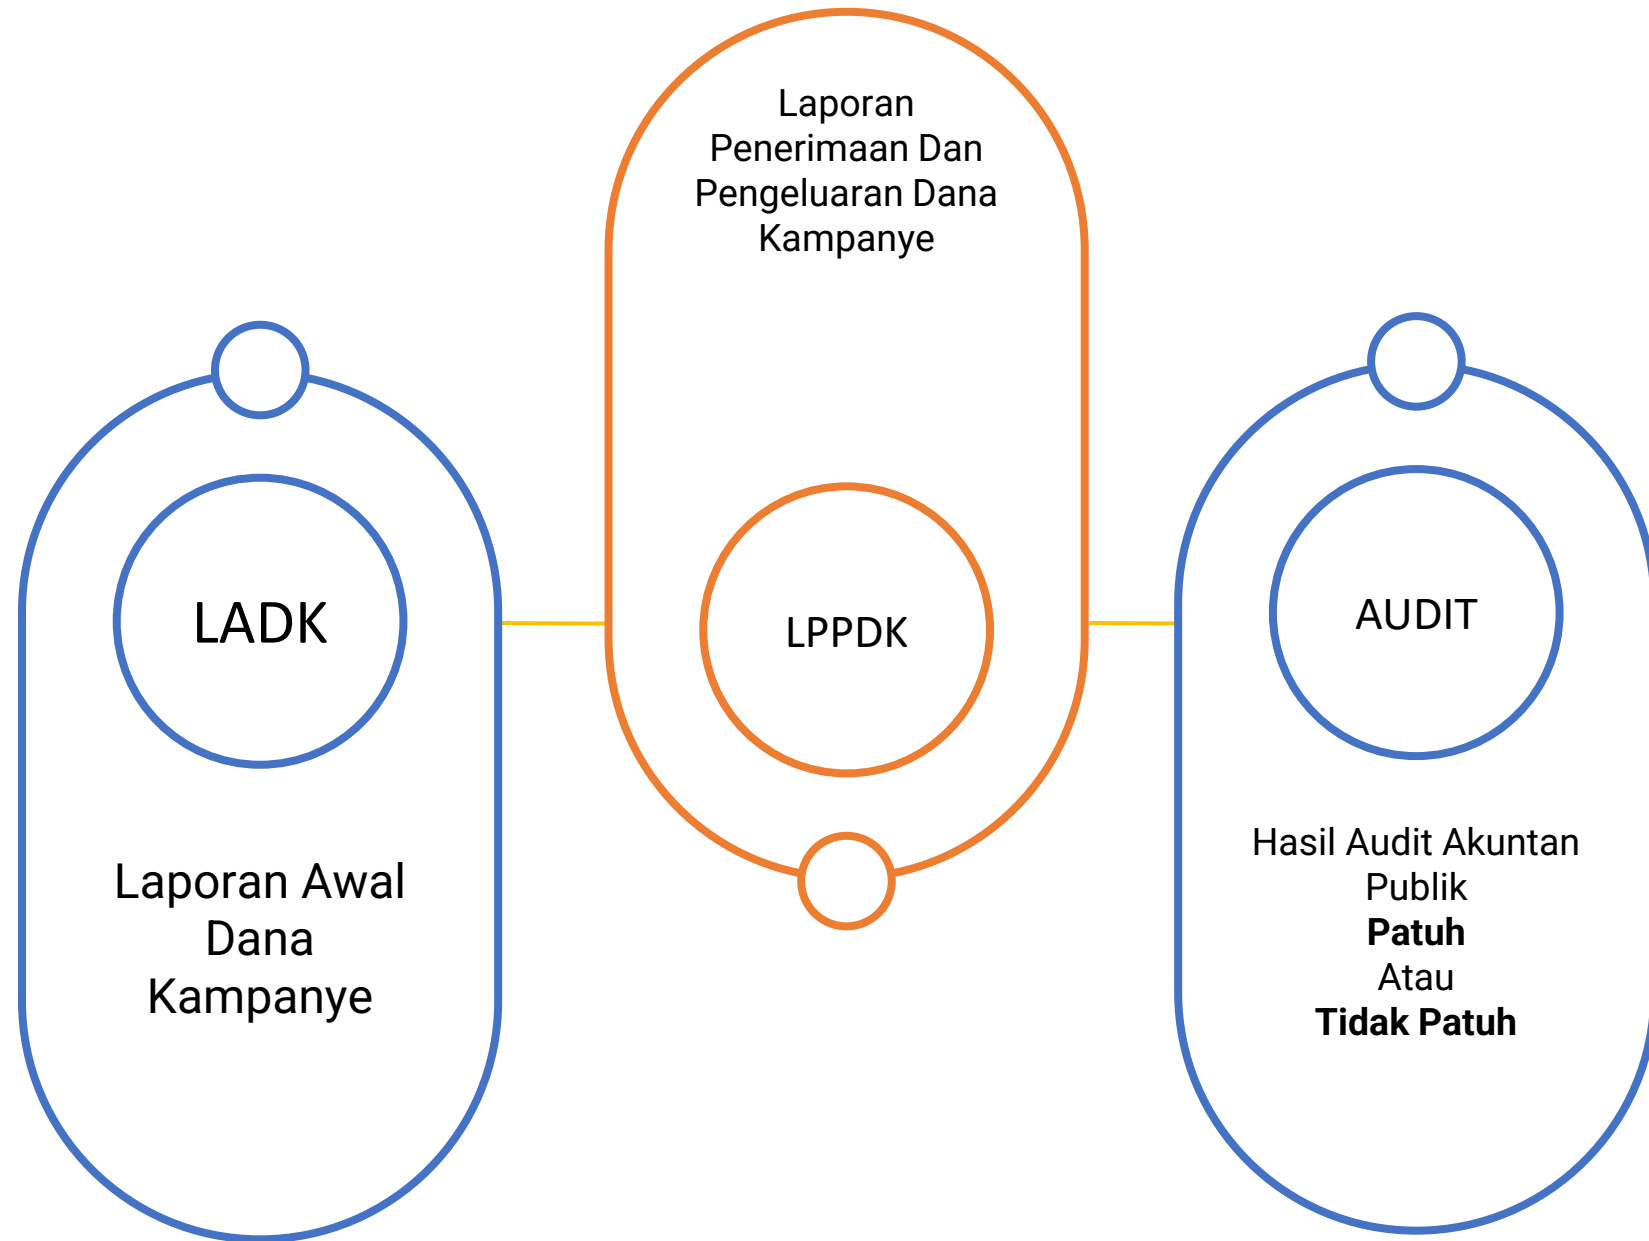 LADK
Laporan Awal
Dana
Kampanye
Laporan
Penerimaan Dan
Pengeluaran Dana
Kampanye
LPPDK
AUDIT
Hasil Audit Akuntan
Publik
Patuh
Atau
Tidak Patuh